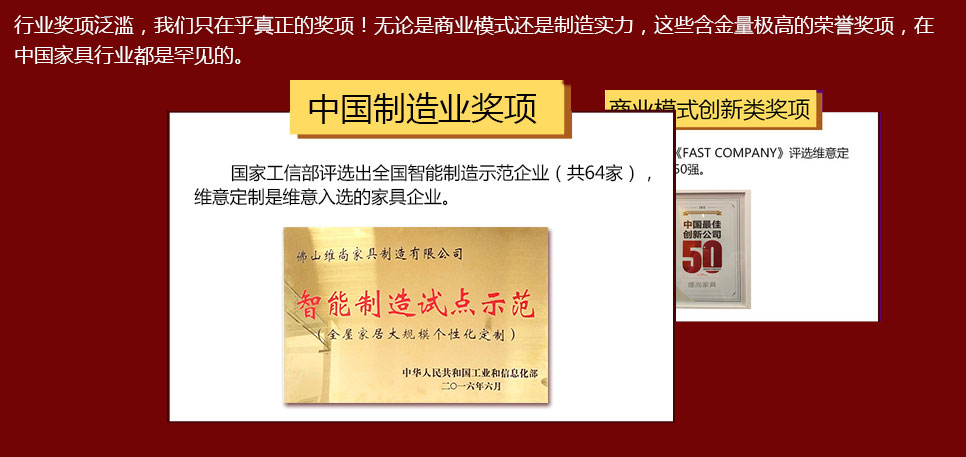 行业奖项泛滥，我们只在乎真正的奖项！无论是商业模式还是制造实力，这些含金量极高的荣誉奖项，在
中国家具行业都是罕见的。
中国制造业奖项
国家工信部评选出全国智能制造示范企业（共64家），
维意定制是维意入选的家具企业。
佛山维尚家具制造有限公司
智能制造试点示范
（全屋家居大规模个性化定制）
中华人民共和国工业和信息化部
二〇一六年六月
商业模式创新类奖项
《FAST COMPANY》评选维意定
50强。
中国最佳
创新公司
50
维尚家具